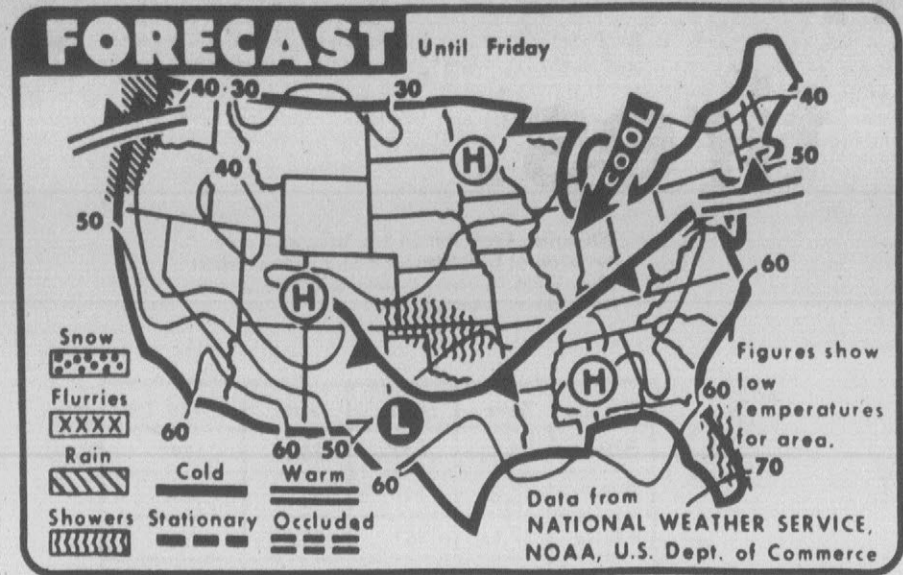 FORECAST Until Friday
40 30 30
COOL
40
H
50
40
50
H
60
Snow
Flurries
XXXX
Rain
Showers
Cold Warm
Stationary Occluded
60
60 50
L
60
H
60
70
Figures show
low
temperatures
for area.
Data from
NATIONAL WEATHER SERVICE,
NOAA, U.S. Dept. of Commerce